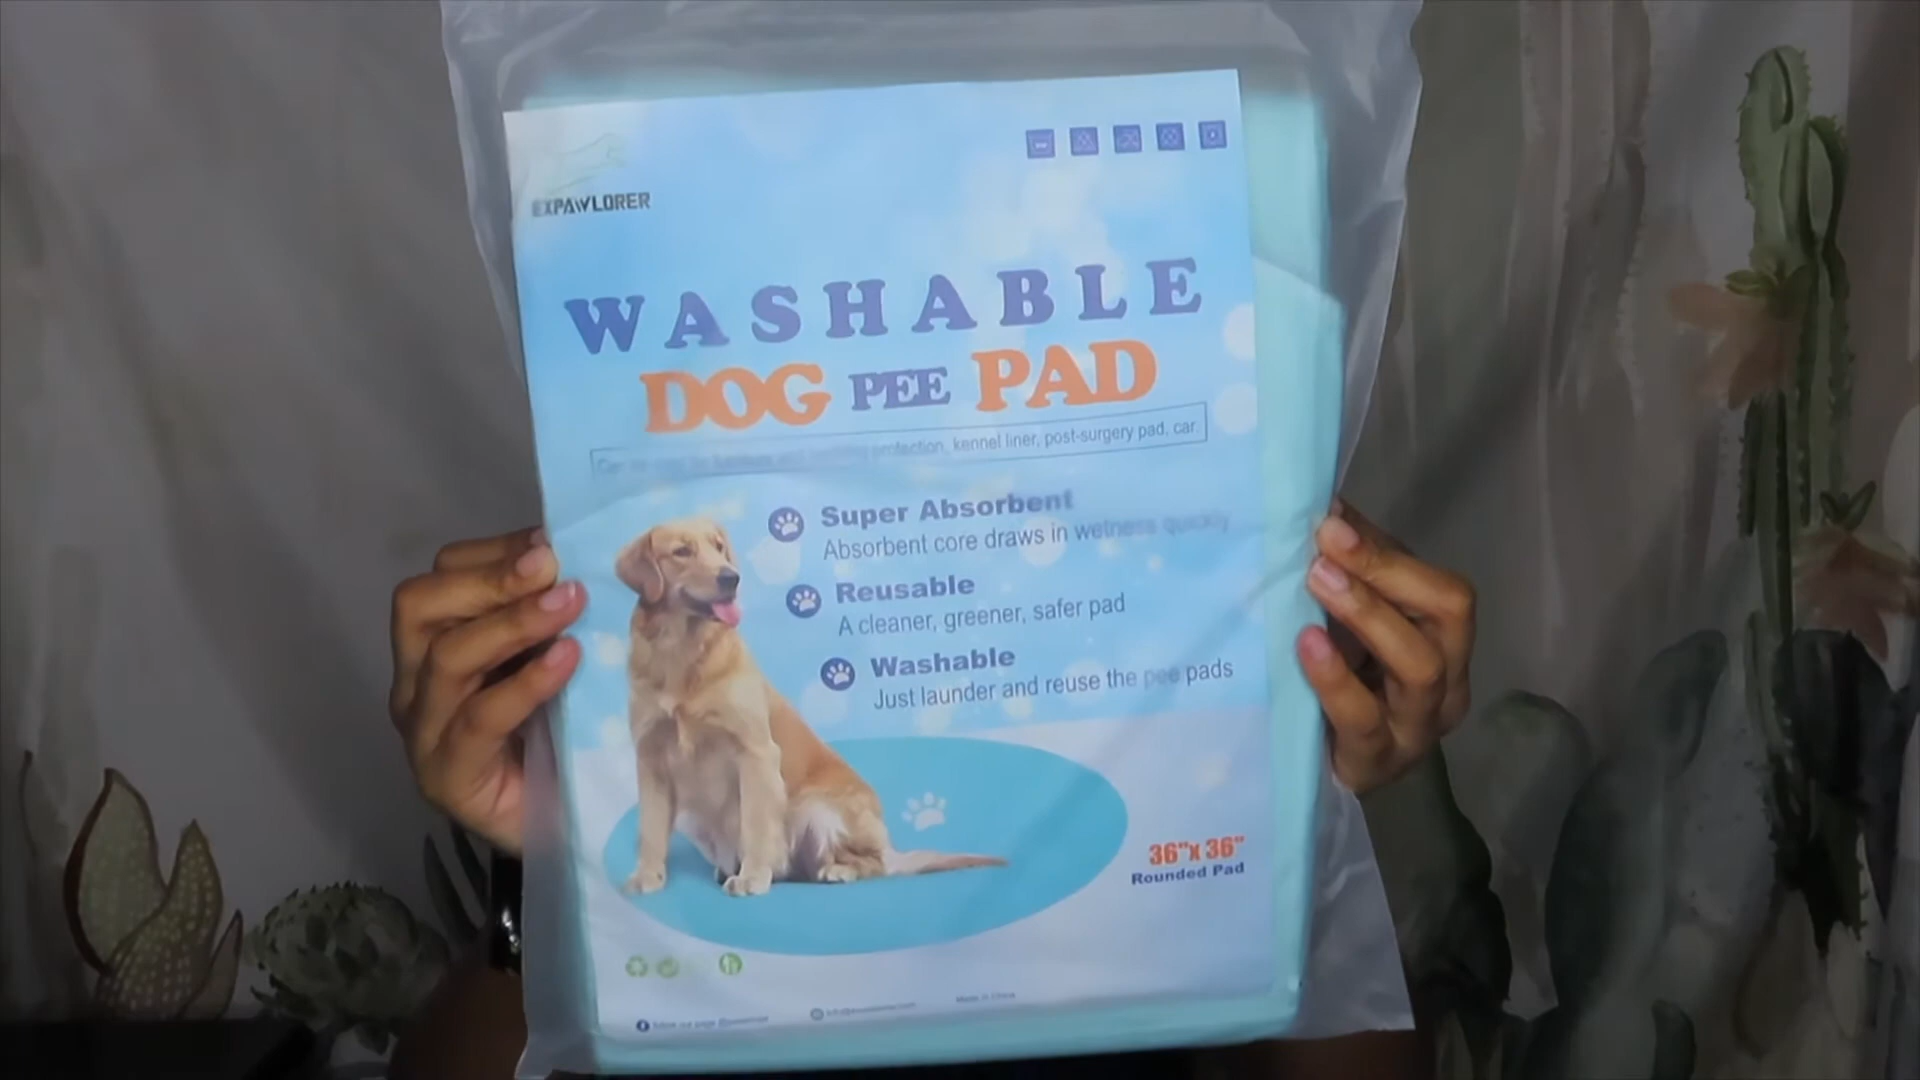 EXPAWLORER
WASHABLE
DOG PEE PAD
protection, kennel liner, post-surgery pad, car.
Super Absorbent
Absorbent core draws in wetness quickly
Reusable
A cleaner, greener, safer pad
Washable
Just launder and reuse the pee pads
36"x 36"
Rounded Pad
Made in China